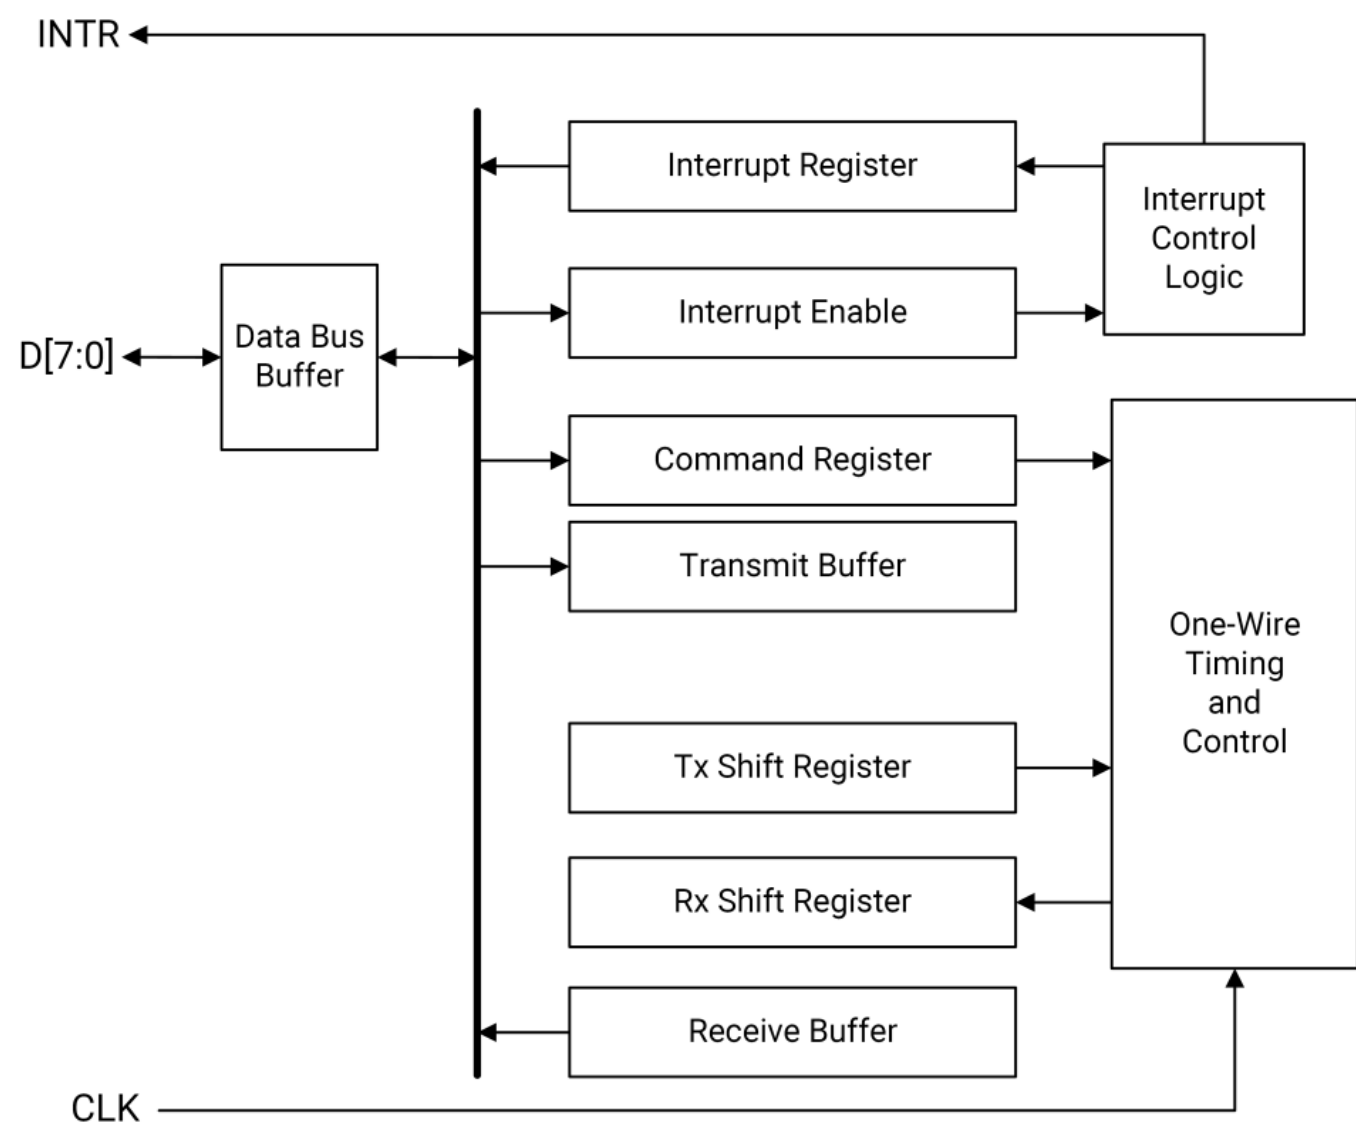 INTR
Interrupt Register
Interrupt
Control
Logic
Interrupt Enable
D[7:0]
Data Bus
Buffer
Command Register
Transmit Buffer
One-Wire
Timing
and
Control
Tx Shift Register
Rx Shift Register
Receive Buffer
CLK